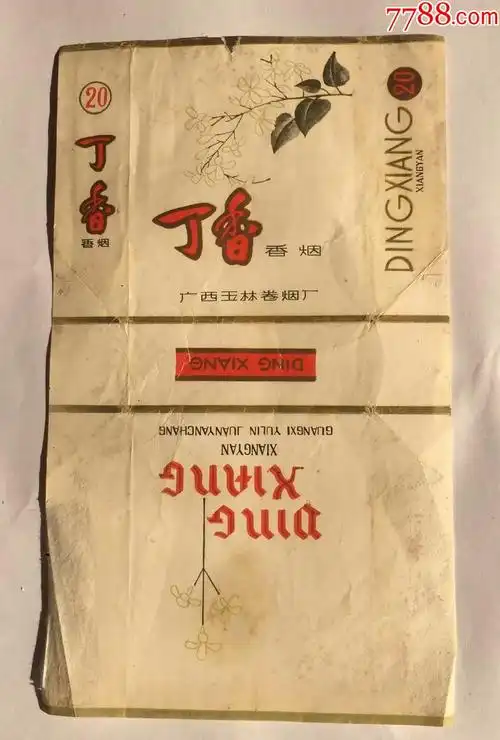 7788.com
20
丁香
香烟
丁香
香烟
广西玉林卷烟厂
DINGXIANG
XIANGYAN
20
DING XIANG
GUANGXI YULIN JUANYANCHANG
XIANGYAN
DING
XIANG